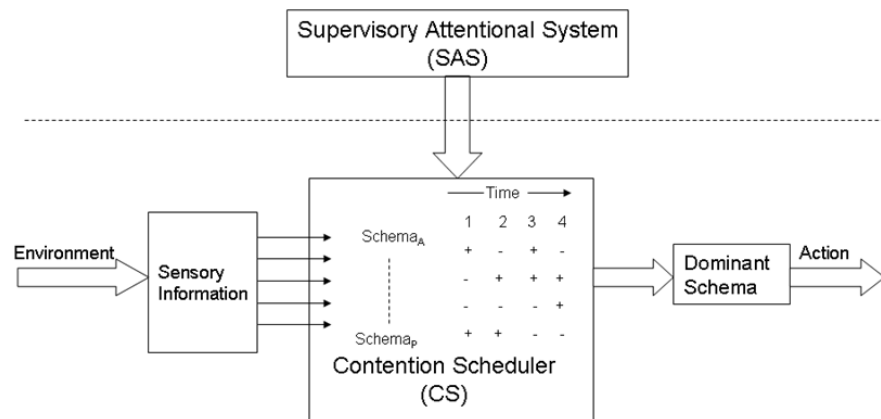 Supervisory Attentional System
(SAS)
Time
1 2 3 4
Environment
Sensory
Information
Schema_A
+ - + -
- + + +
- - - +
Schema_P
+ + - -
Contention Scheduler
(CS)
Dominant
Schema
Action